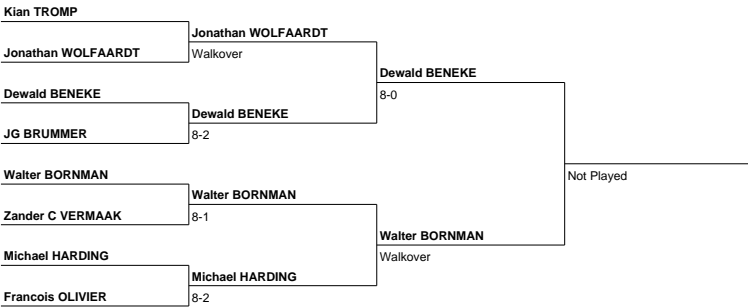 Kian TROMP
Jonathan WOLFAARDT
Jonathan WOLFAARDT
Walkover
Dewald BENEKE
8-0
Dewald BENEKE
Dewald BENEKE
8-2
JG BRUMMER
Walter BORNMAN
Not Played
Walter BORNMAN
Zander C VERMAAK
8-1
Walter BORNMAN
Walkover
Michael HARDING
Michael HARDING
Francois OLIVIER
8-2